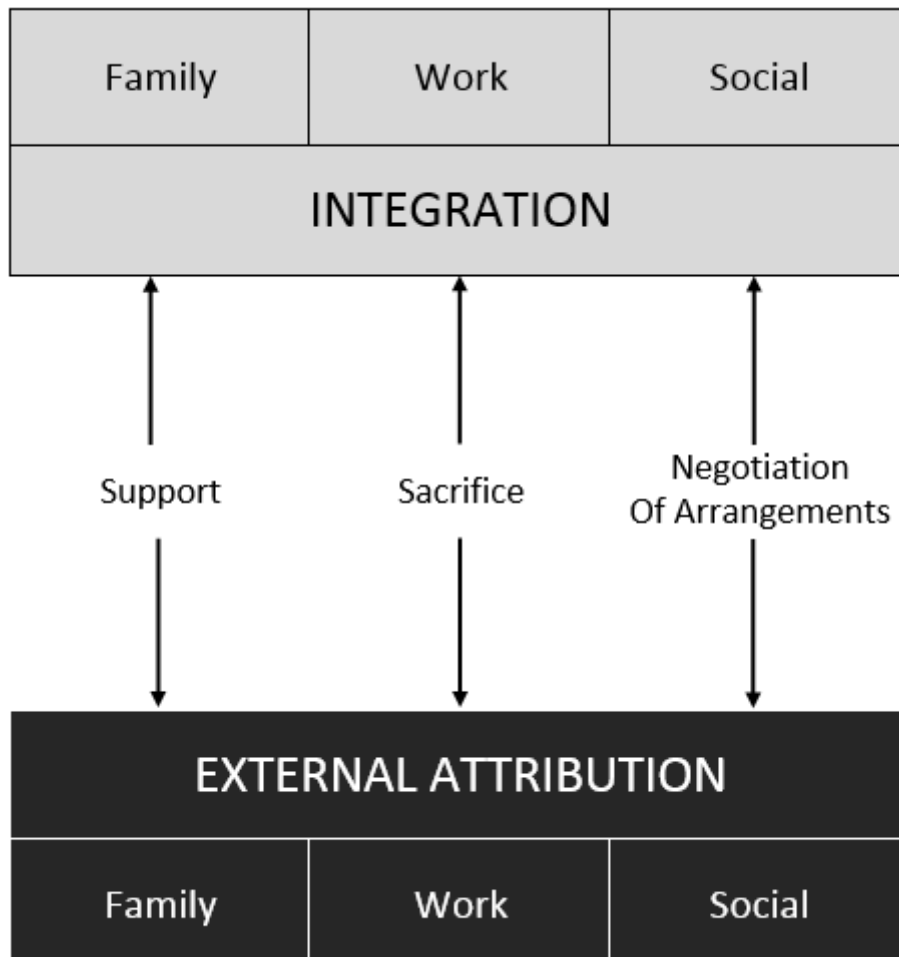 Family Work Social
INTEGRATION
Support Sacrifice Negotiation
Of Arrangements
EXTERNAL ATTRIBUTION
Family Work Social